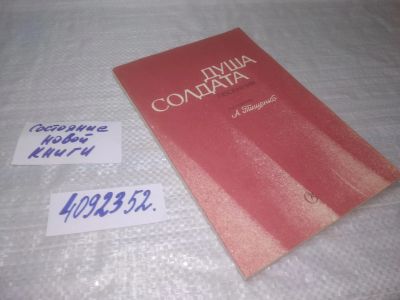 ДУША
СОЛДАТА
состояние
новой
книги
4092352.